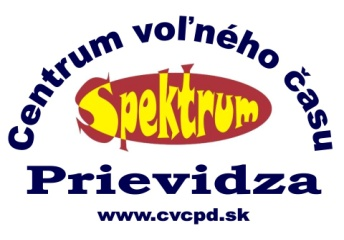 Centrum voľného času
Spektrum
Prievidza
www.cvcpd.sk